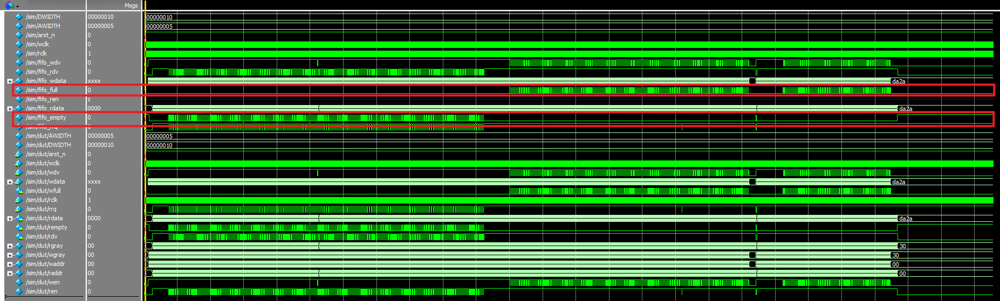 Msgs
/sim/DWIDTH 00000010 00000010
/sim/AWIDTH 00000005 00000005
/sim/arst_n 0
/sim/wclk 0
/sim/rclk 1
/sim/fifo_wdv 0
/sim/fifo_rdv 0
/sim/fifo_wdata xxxx da2a
/sim/fifo_full 0
/sim/fifo_ren z
/sim/fifo_rdata 0000 da2a
/sim/fifo_empty 0
/sim/fifo_rrq 0
/sim/dut/AWIDTH 00000005 00000005
/sim/dut/DWIDTH 00000010 00000010
/sim/dut/arst_n 0
/sim/dut/wclk 0
/sim/dut/wdv 0
/sim/dut/wdata xxxx da2a
/sim/dut/wfull 0
/sim/dut/rclk 1
/sim/dut/rrq 0
/sim/dut/rdata 0000 da2a
/sim/dut/rempty 0
/sim/dut/rdv 0
/sim/dut/rgray 00 30
/sim/dut/wgray 00 30
/sim/dut/waddr 00 00
/sim/dut/raddr 00 00
/sim/dut/wen 0
/sim/dut/ren 0